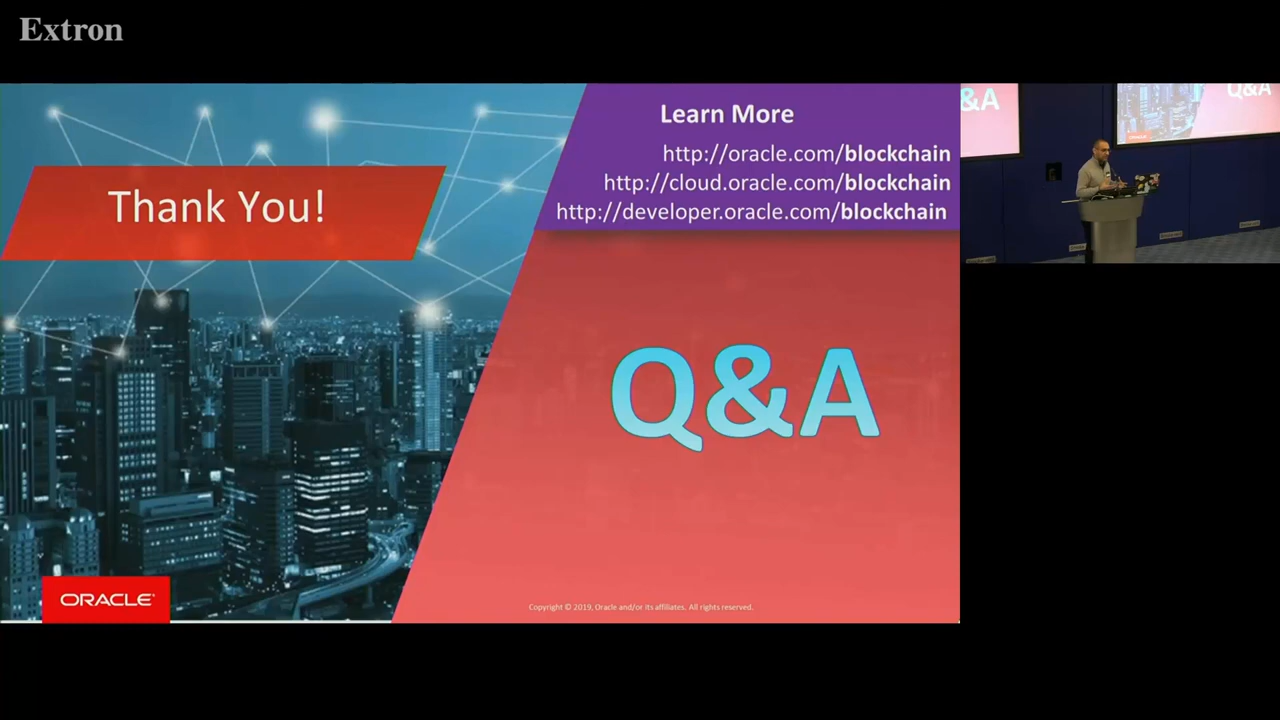 Extron
Thank You!
Learn More
http://oracle.com/blockchain
http://cloud.oracle.com/blockchain
http://developer.oracle.com/blockchain
Q&A
ORACLE®
Copyright © 2019, Oracle and/or its affiliates. All rights reserved.
&A
Q&A